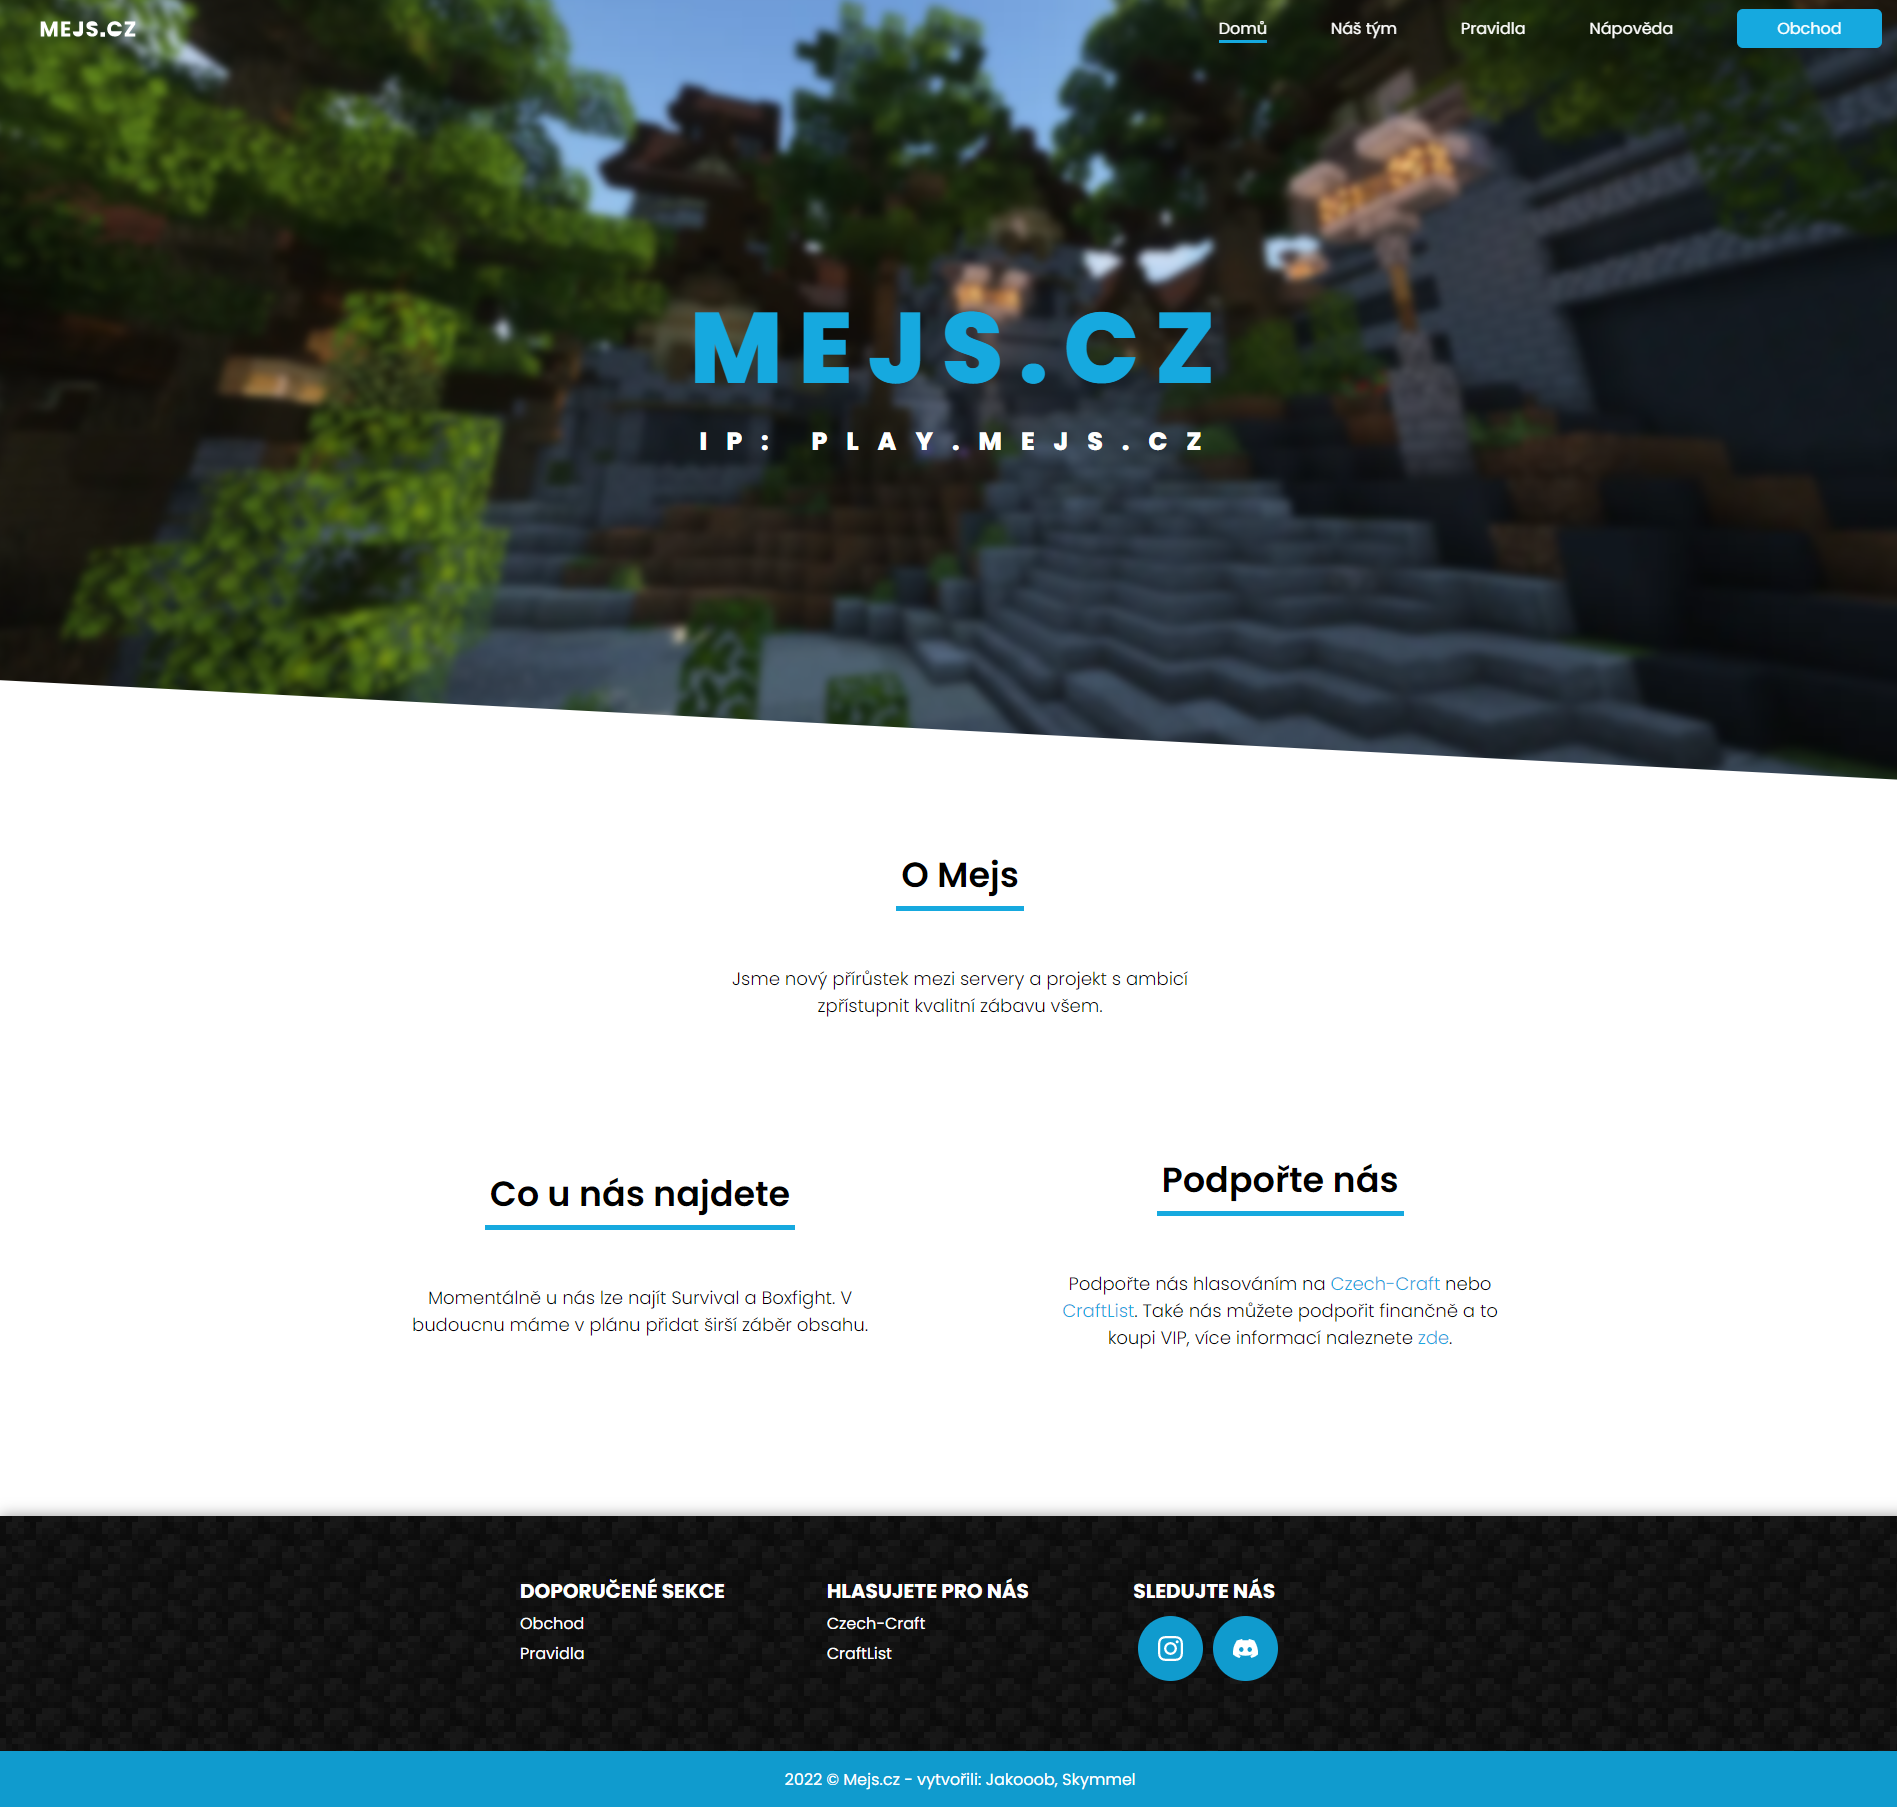 MEJS.CZ
Domů
Náš tým
Pravidla
Nápověda
Obchod
MEJS.CZ
IP: PLAY.MEJS.CZ
O Mejs
Jsme nový přírůstek mezi servery a projekt s ambicí
zpřístupnit kvalitní zábavu všem.
Co u nás najdete
Momentálně u nás lze najít Survival a Boxfight. V
budoucnu máme v plánu přidat širší záběr obsahu.
Podpořte nás
Podpořte nás hlasováním na Czech-Craft nebo
CraftList. Také nás můžete podpořit finančně a to
koupi VIP, více informací naleznete zde.
DOPORUČENÉ SEKCE
Obchod
Pravidla
HLASUJETE PRO NÁS
Czech-Craft
CraftList
SLEDUJTE NÁS
2022 © Mejs.cz - vytvořili: Jakooob, Skymmel